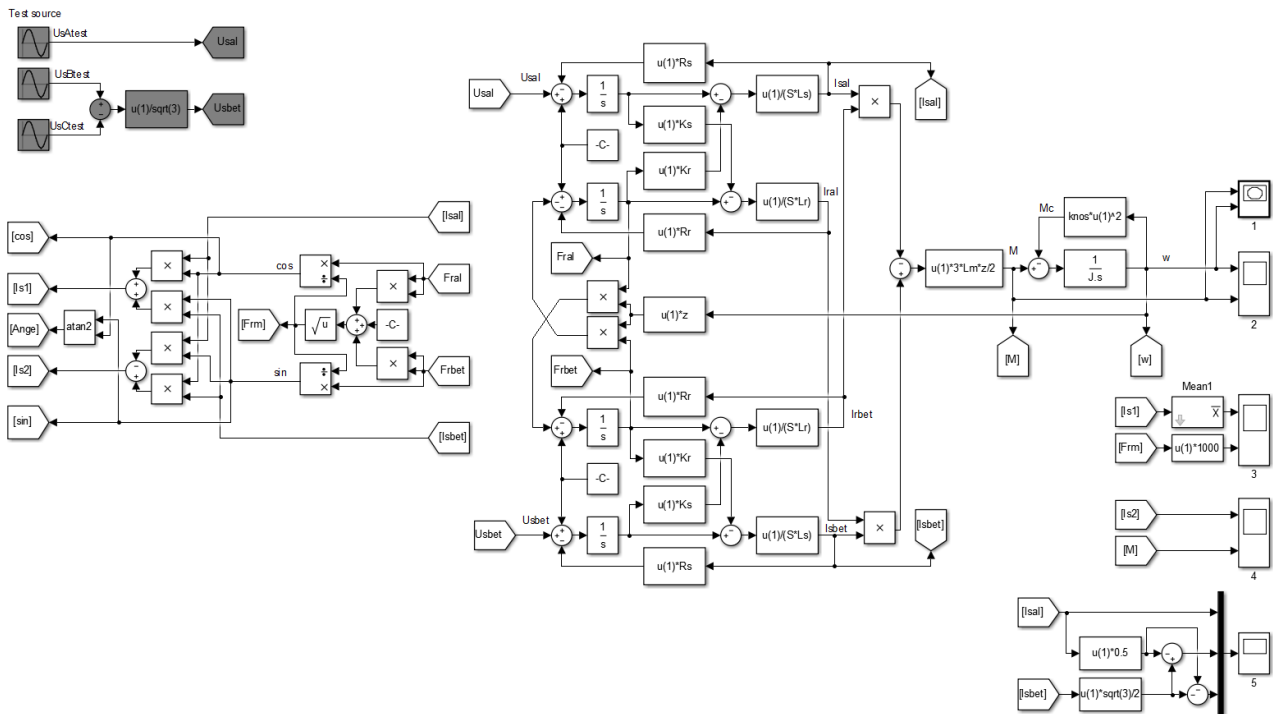 Test source
UsAtest
Usal
UsBtest
u(1)/sqrt(3)
Usbet
UsCtest
[cos]
[Is1]
[Ange]
atan2
[Is2]
[sin]
cos
sin
[Frm]
√u
-C-
[Isal]
Fral
Frbet
[Isbet]
Usal
Usal
1
s
u(1)*Rs
u(1)*Ks
-C-
u(1)*Kr
1
s
u(1)*Rr
u(1)/(S*Ls)
Isal
[Isal]
u(1)/(S*Lr)
Iral
Fral
u(1)*z
Frbet
u(1)*Rr
1
s
u(1)/(S*Lr)
Irbet
u(1)*Kr
-C-
u(1)*Ks
Usbet
Usbet
1
s
u(1)/(S*Ls)
Isbet
[Isbet]
u(1)*Rs
u(1)*3*Lm*z/2
M
Mc
knos*u(1)^2
1
J.s
w
[M]
[w]
1
2
Mean1
[Is1]
x
[Frm]
u(1)*1000
3
[Is2]
[M]
4
[Isal]
u(1)*0.5
[Isbet]
u(1)*sqrt(3)/2
5